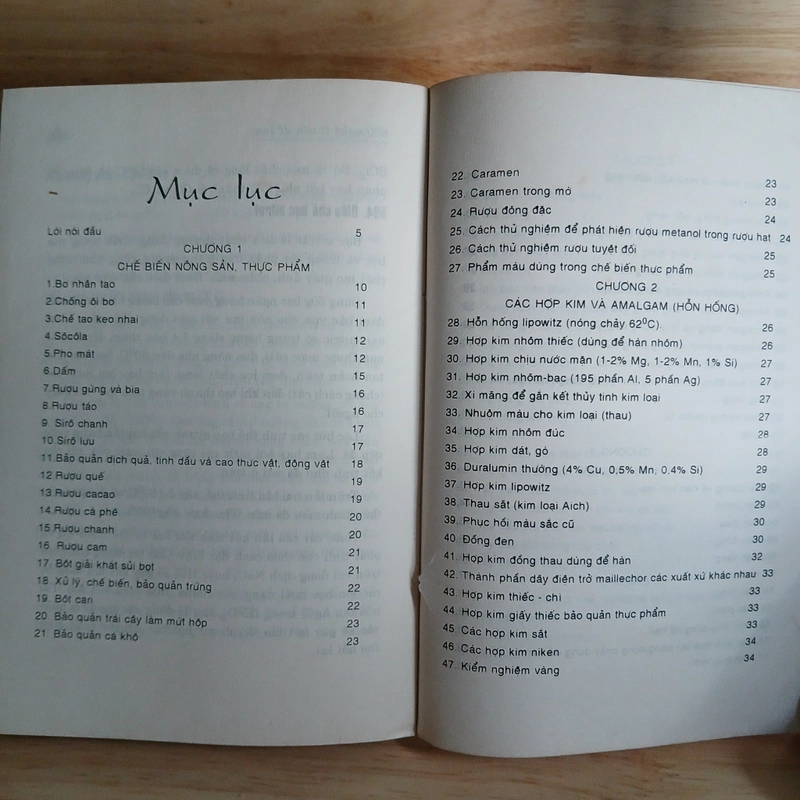 Mục lục
Lời nói đầu 5
CHƯƠNG 1
CHẾ BIẾN NÔNG SẢN, THỰC PHẨM
1.Bơ nhân tạo 10
2.Chống ôi bơ 11
3.Chế tạo kẹo nhai 11
4.Sôcôla 12
5.Pho mát 12
6.Dấm 15
7.Rượu gừng và bia 16
8.Rượu táo 16
9 Sirô chanh 17
10 Sirô lựu 17
11 Bảo quản dịch quả, tinh dầu và cao thực vật, động vật 18
12 Rượu quế 19
13 Rượu cacao 19
14 Rượu cà phê 20
15 Rượu chanh 20
16 Rượu cam 21
17 Bột giải khát sủi bọt 21
18 Xử lý, chế biến, bảo quản trứng 22
19 Bột cari 22
20 Bảo quản trái cây làm mứt hộp 23
21 Bảo quản cá khô 23
22. Caramen 23
23. Caramen trong mỡ 23
24. Rượu đông đặc 24
25. Cách thử nghiệm để phát hiện rượu metanol trong rượu hạt 24
26. Cách thử nghiệm rượu tuyệt đối 25
27. Phẩm màu dùng trong chế biến thực phẩm 25
CHƯƠNG 2
CÁC HỢP KIM VÀ AMALGAM (HỖN HỐNG)
28. Hỗn hống lipowitz (nóng chảy 62⁰C). 26
29. Hợp kim nhôm thiếc (dùng để hàn nhôm) 26
30. Hợp kim chịu nước mặn (1-2% Mg, 1-2% Mn, 1% Si) 27
31. Hợp kim nhôm-bạc (195 phần Al, 5 phần Ag) 27
32. Xi măng để gắn kết thủy tinh kim loại 27
33. Nhuôm màu cho kim loại (thau) 27
34. Hợp kim nhôm đúc 28
35. Hợp kim dát, gò 28
36. Duralumin thường (4% Cu, 0,5% Mn, 0,4% Si) 29
37. Hợp kim lipowitz 29
38. Thau sắt (kim loại Aich) 29
39. Phục hồi màu sắc cũ 30
40. Đồng đen 30
41. Hợp kim đồng thau dùng để hàn 32
42. Thành phần dây điện trở maillechor các xuất xứ khác nhau 33
43. Hợp kim thiếc - chì 33
44. Hợp kim giấy thiếc bảo quản thực phẩm 33
45. Các hợp kim sắt 33
46. Các hợp kim niken 34
47. Kiểm nghiệm vàng 34